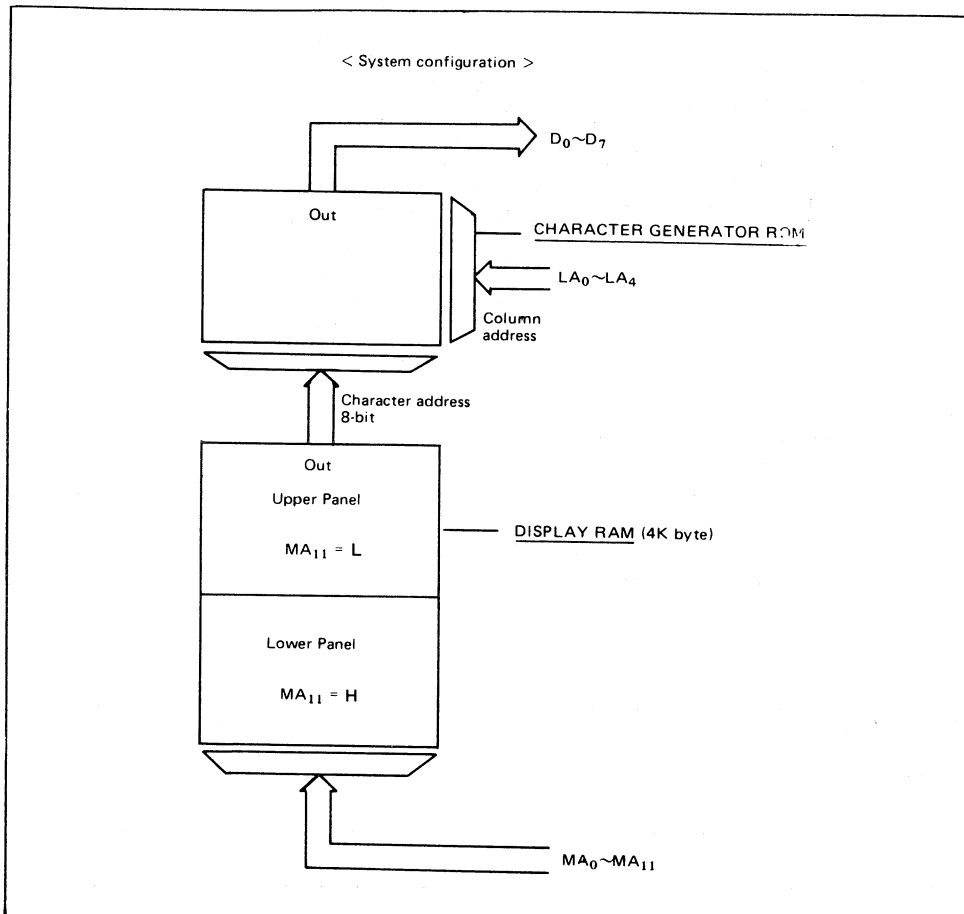 < System configuration >
D₀~D₇
Out
CHARACTER GENERATOR ROM
LA₀~LA₄
Column
address
Character address
8-bit
Out
Upper Panel
MA₁₁ = L
DISPLAY RAM (4K byte)
Lower Panel
MA₁₁ = H
MA₀~MA₁₁